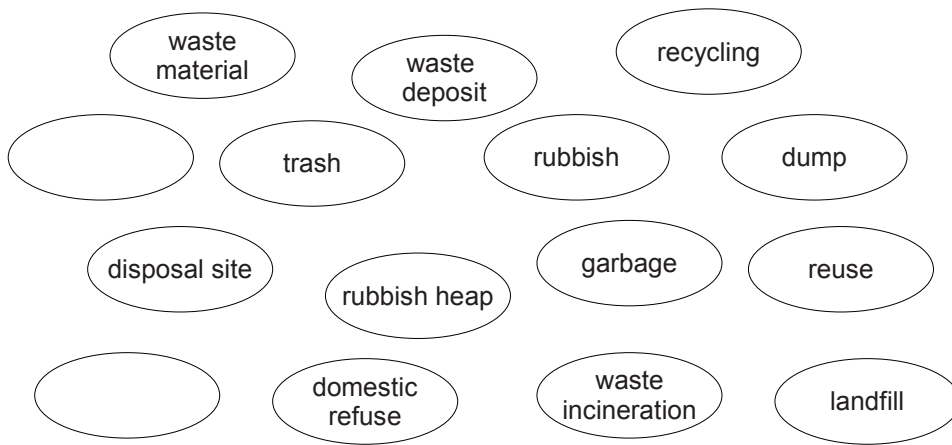 waste
material
waste
deposit
recycling
trash
rubbish
dump
disposal site
rubbish heap
garbage
reuse
domestic
refuse
waste
incineration
landfill